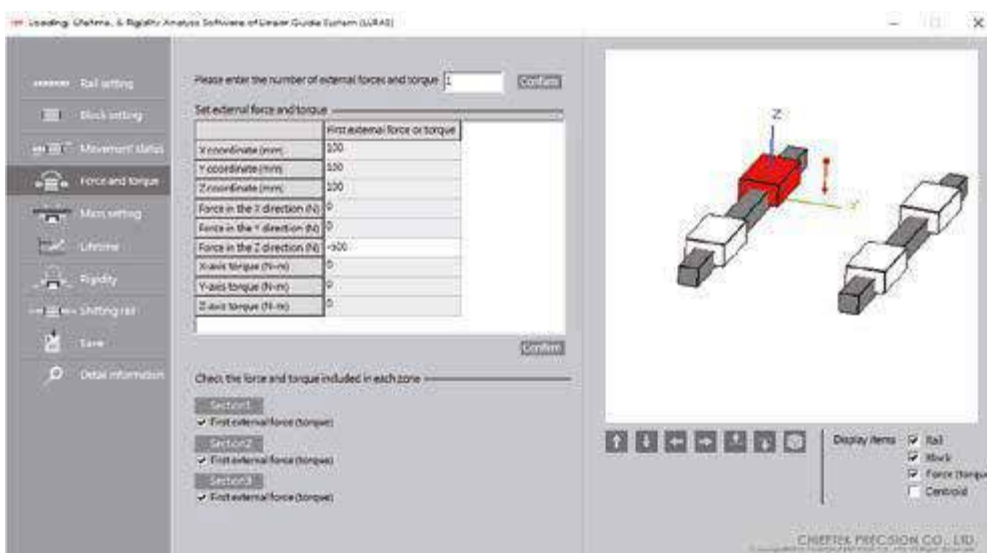 Loading, Lifetime, & Rigidity Analysis Software of Linear Guide System (LURAS)
Rail setting
Block setting
Movement status
Force and torque
Mass setting
Lifetime
Rigidity
Shifting rail
Save
Detail information
Please enter the number of external forces and torque 1 Confirm
Set external force and torque
First external force or torque
X coordinate (mm) 100
Y coordinate (mm) 100
Z coordinate (mm) 100
Force in the X direction (N) 0
Force in the Y direction (N) 0
Force in the Z direction (N) -500
X-axis torque (N-m) 0
Y-axis torque (N-m) 0
Z-axis torque (N-m) 0
Confirm
Check the force and torque included in each zone
Section1
First external force (torque)
Section2
First external force (torque)
Section3
First external force (torque)
Z
Y
Display items Rail
Block
Force (torque
Centroid
CHIEFTEK PRECISION CO., LTD.